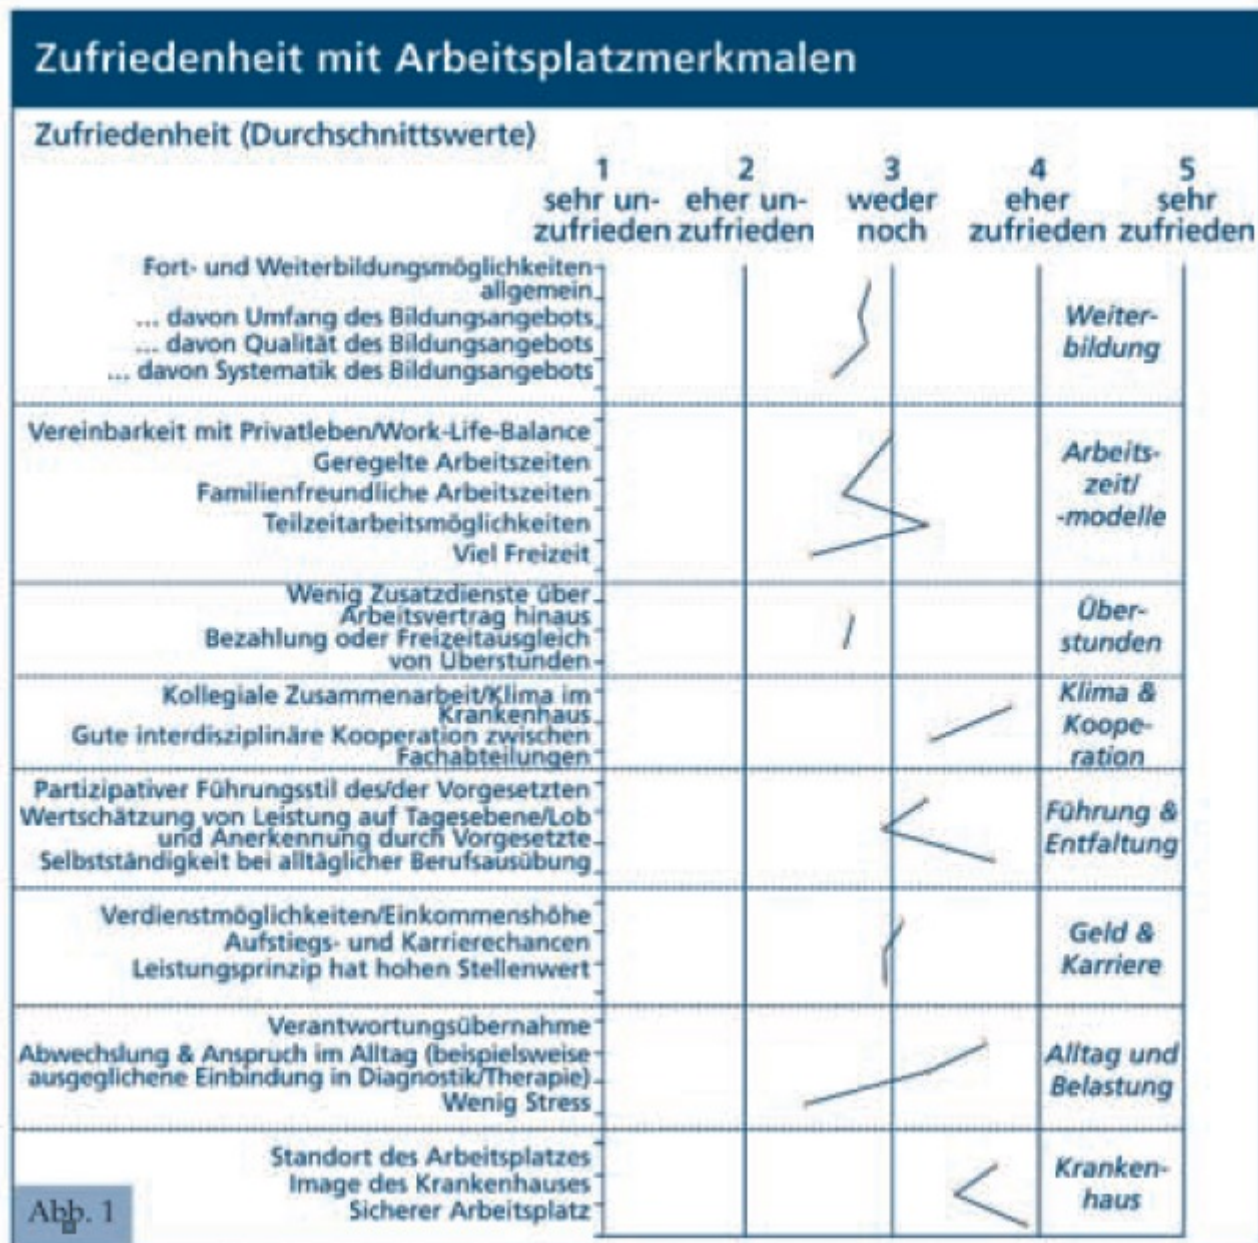 Zufriedenheit mit Arbeitsplatzmerkmalen
Zufriedenheit (Durchschnittswerte)
1 2 3 4 5
sehr un- eher un- weder eher sehr
zufrieden zufrieden noch zufrieden zufrieden
Fort- und Weiterbildungsmöglichkeiten
allgemein
... davon Umfang des Bildungsangebots
... davon Qualität des Bildungsangebots
... davon Systematik des Bildungsangebots
Weiter-
bildung
Vereinbarkeit mit Privatleben/Work-Life-Balance
Geregelte Arbeitszeiten
Familienfreundliche Arbeitszeiten
Teilzeitarbeitsmöglichkeiten
Viel Freizeit
Arbeits-
zeit/
-modelle
Wenig Zusatzdienste über
Arbeitsvertrag hinaus
Bezahlung oder Freizeitausgleich
von Überstunden
Über-
stunden
Kollegiale Zusammenarbeit/Klima im
Krankenhaus
Gute interdisziplinäre Kooperation zwischen
Fachabteilungen
Klima &
Koope-
ration
Partizipativer Führungsstil des/der Vorgesetzten
Wertschätzung von Leistung auf Tagesebene/Lob
und Anerkennung durch Vorgesetzte
Selbstständigkeit bei alltäglicher Berufsausübung
Führung &
Entfaltung
Verdienstmöglichkeiten/Einkommenshöhe
Aufstiegs- und Karrierechancen
Leistungsprinzip hat hohen Stellenwert
Geld &
Karriere
Verantwortungsübernahme
Abwechslung & Anspruch im Alltag (beispielsweise
ausgeglichene Einbindung in Diagnostik/Therapie)
Wenig Stress
Alltag und
Belastung
Standort des Arbeitsplatzes
Image des Krankenhauses
Sicherer Arbeitsplatz
Kranken-
haus
Abb. 1